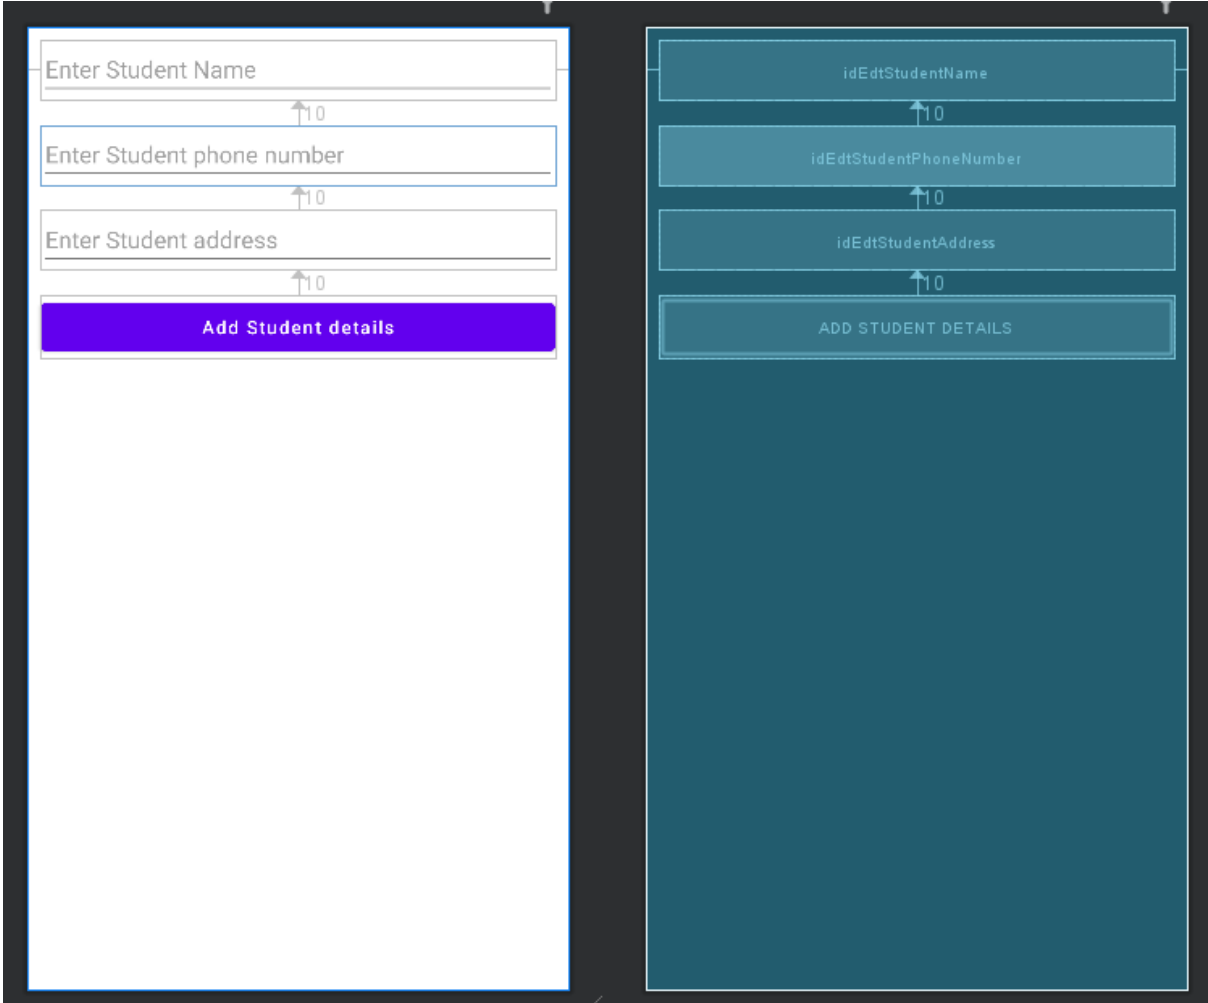 Enter Student Name
10
Enter Student phone number
10
Enter Student address
10
Add Student details
idEdtStudentName
10
idEdtStudentPhoneNumber
10
idEdtStudentAddress
10
ADD STUDENT DETAILS